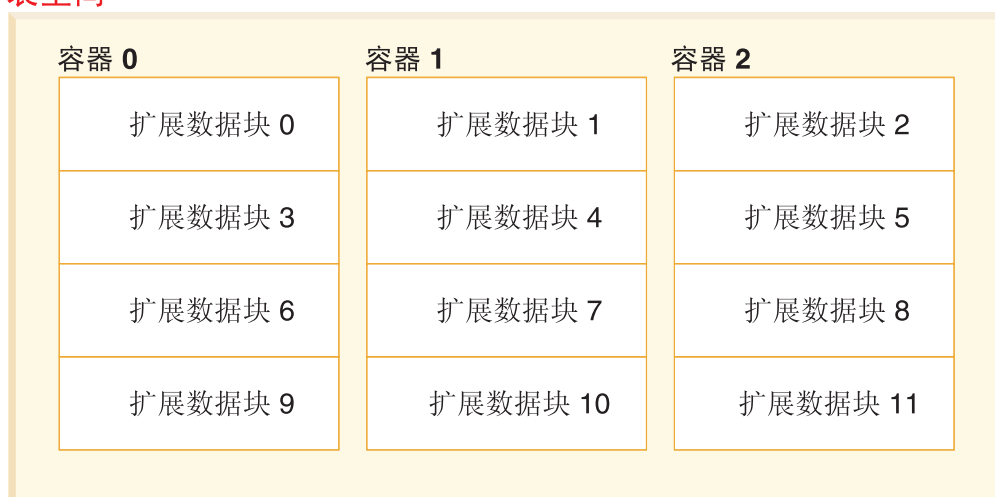 容器 0
容器 1
容器 2
扩展数据块 0
扩展数据块 1
扩展数据块 2
扩展数据块 3
扩展数据块 4
扩展数据块 5
扩展数据块 6
扩展数据块 7
扩展数据块 8
扩展数据块 9
扩展数据块 10
扩展数据块 11